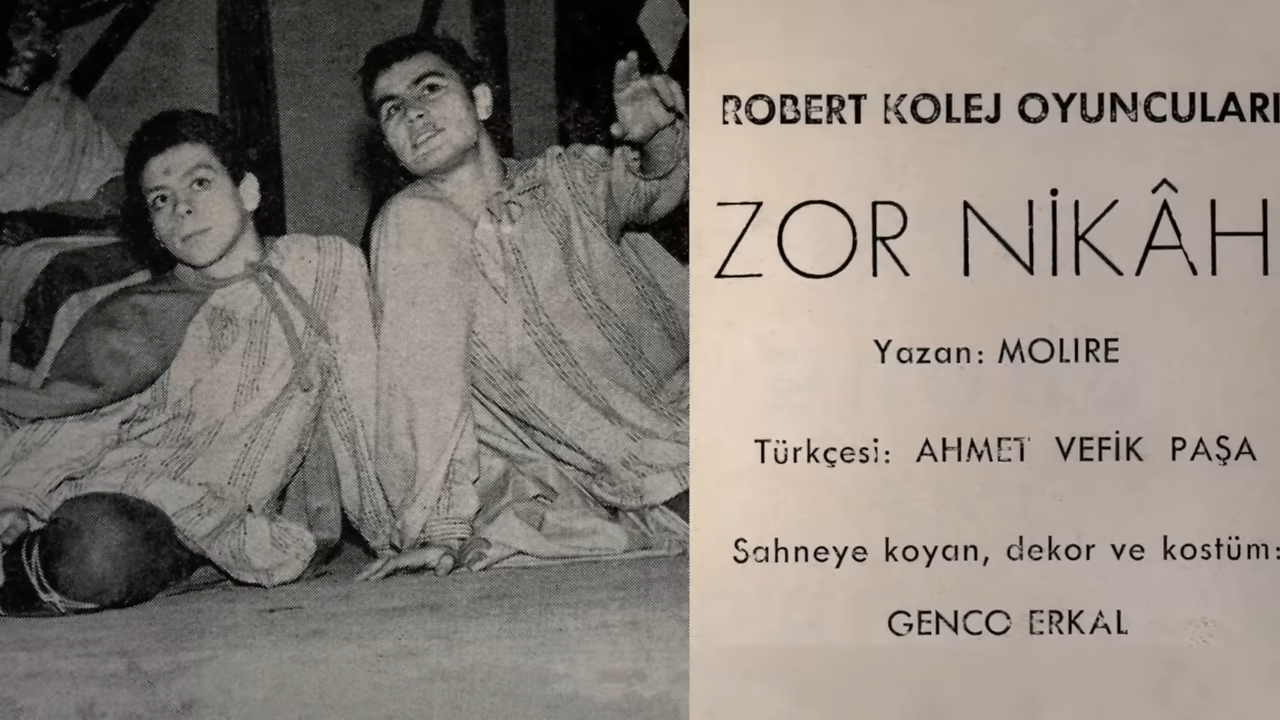 ROBERT KOLEJ OYUNCULARI
ZOR NİKÂH
Yazan: MOLIRE
Türkçesi: AHMET VEFİK PAŞA
Sahneye koyan, dekor ve kostüm:
GENCO ERKAL